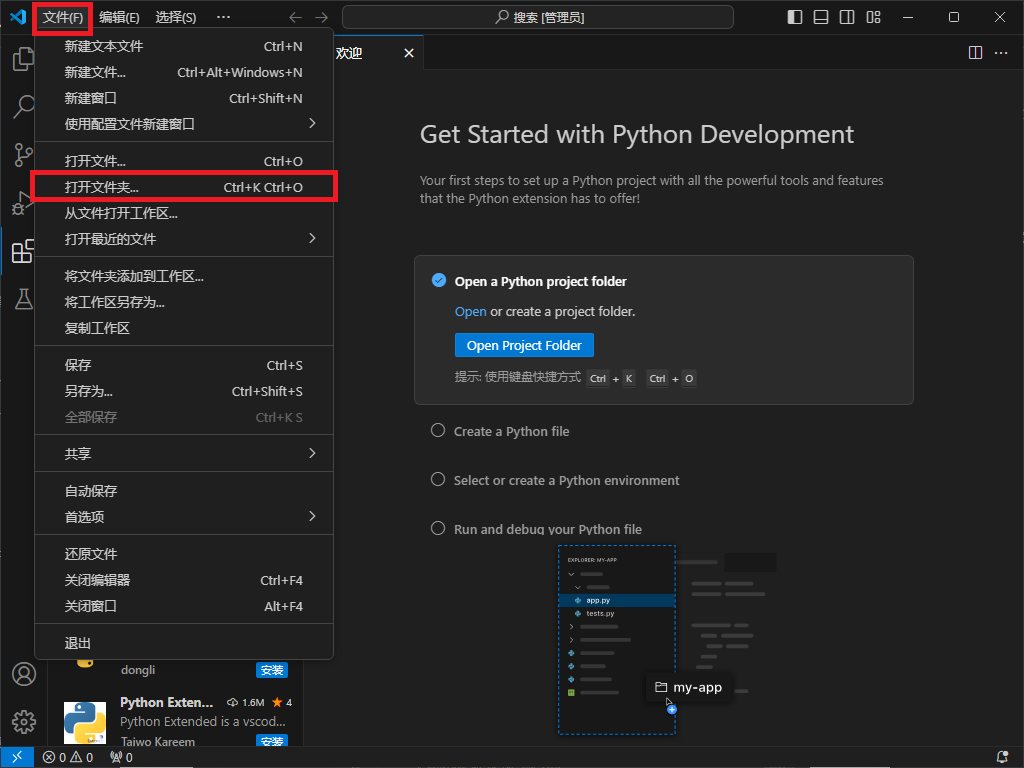 文件(F) 编辑(E) 选择(S) ··· 搜索 [管理员]
新建文本文件 Ctrl+N
新建文件... Ctrl+Alt+Windows+N
新建窗口 Ctrl+Shift+N
使用配置文件新建窗口
打开文件... Ctrl+O
打开文件夹... Ctrl+K Ctrl+O
从文件打开工作区...
打开最近的文件
将文件夹添加到工作区...
将工作区另存为...
复制工作区
保存 Ctrl+S
另存为... Ctrl+Shift+S
全部保存 Ctrl+K S
共享
自动保存
首选项
还原文件
关闭编辑器 Ctrl+F4
关闭窗口 Alt+F4
退出
dongli
安装
Python Exten... 1.6M 4
Python Extended is a vscod...
Taiwo Kareem
安装
欢迎
Get Started with Python Development
Your first steps to set up a Python project with all the powerful tools and features
that the Python extension has to offer!
Open a Python project folder
Open or create a project folder.
Open Project Folder
提示: 使用键盘快捷方式 Ctrl + K Ctrl + O
Create a Python file
Select or create a Python environment
Run and debug your Python file
EXPLORER: MY-APP
app.py
tests.py
my-app
0 0 0